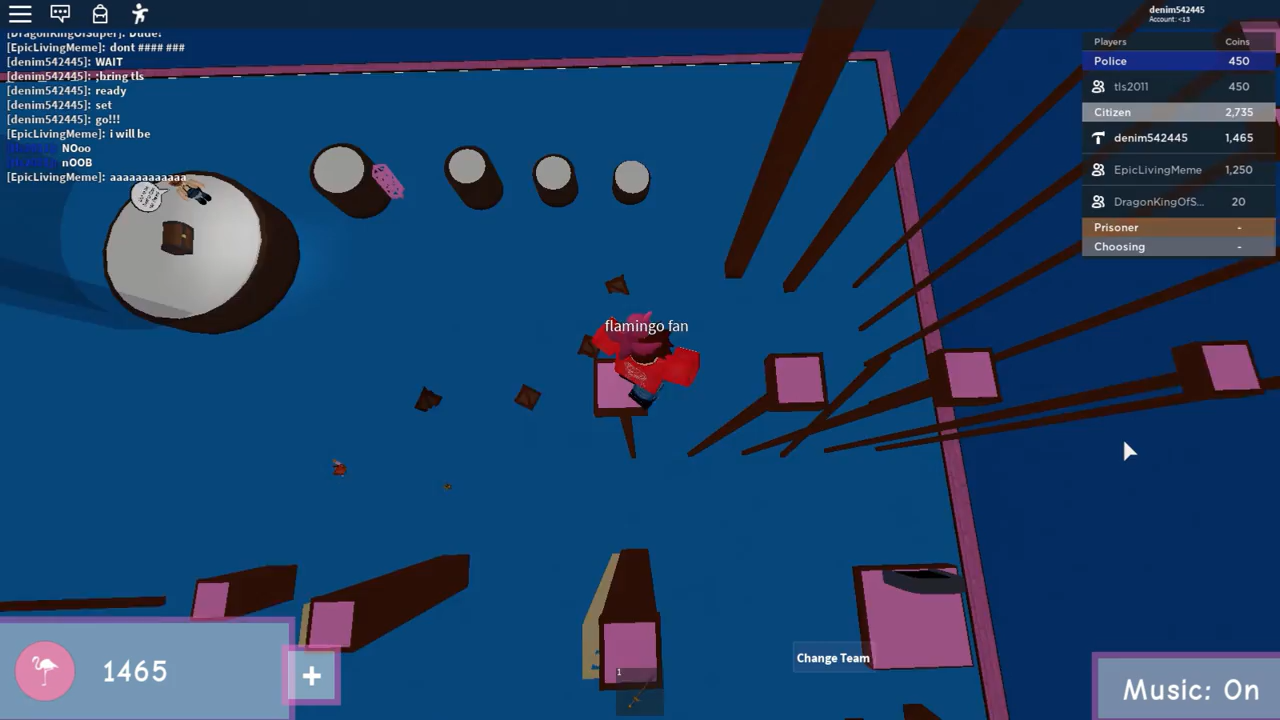 denim542445
Account: <13
[DragonKingOfSuper]: Dude!
[EpicLivingMeme]: dont #### ###
[denim542445]: WAIT
[denim542445]: ;bring tls
[denim542445]: ready
[denim542445]: set
[denim542445]: go!!!
[EpicLivingMeme]: i will be
NOoo
nOOB
[EpicLivingMeme]: aaaaaaaaaaaa
Players Coins
Police 450
tls2011 450
Citizen 2,735
denim542445 1,465
EpicLivingMeme 1,250
DragonKingOfS... 20
Prisoner -
Choosing -
flamingo fan
Change Team
1465
+
1
Music: On